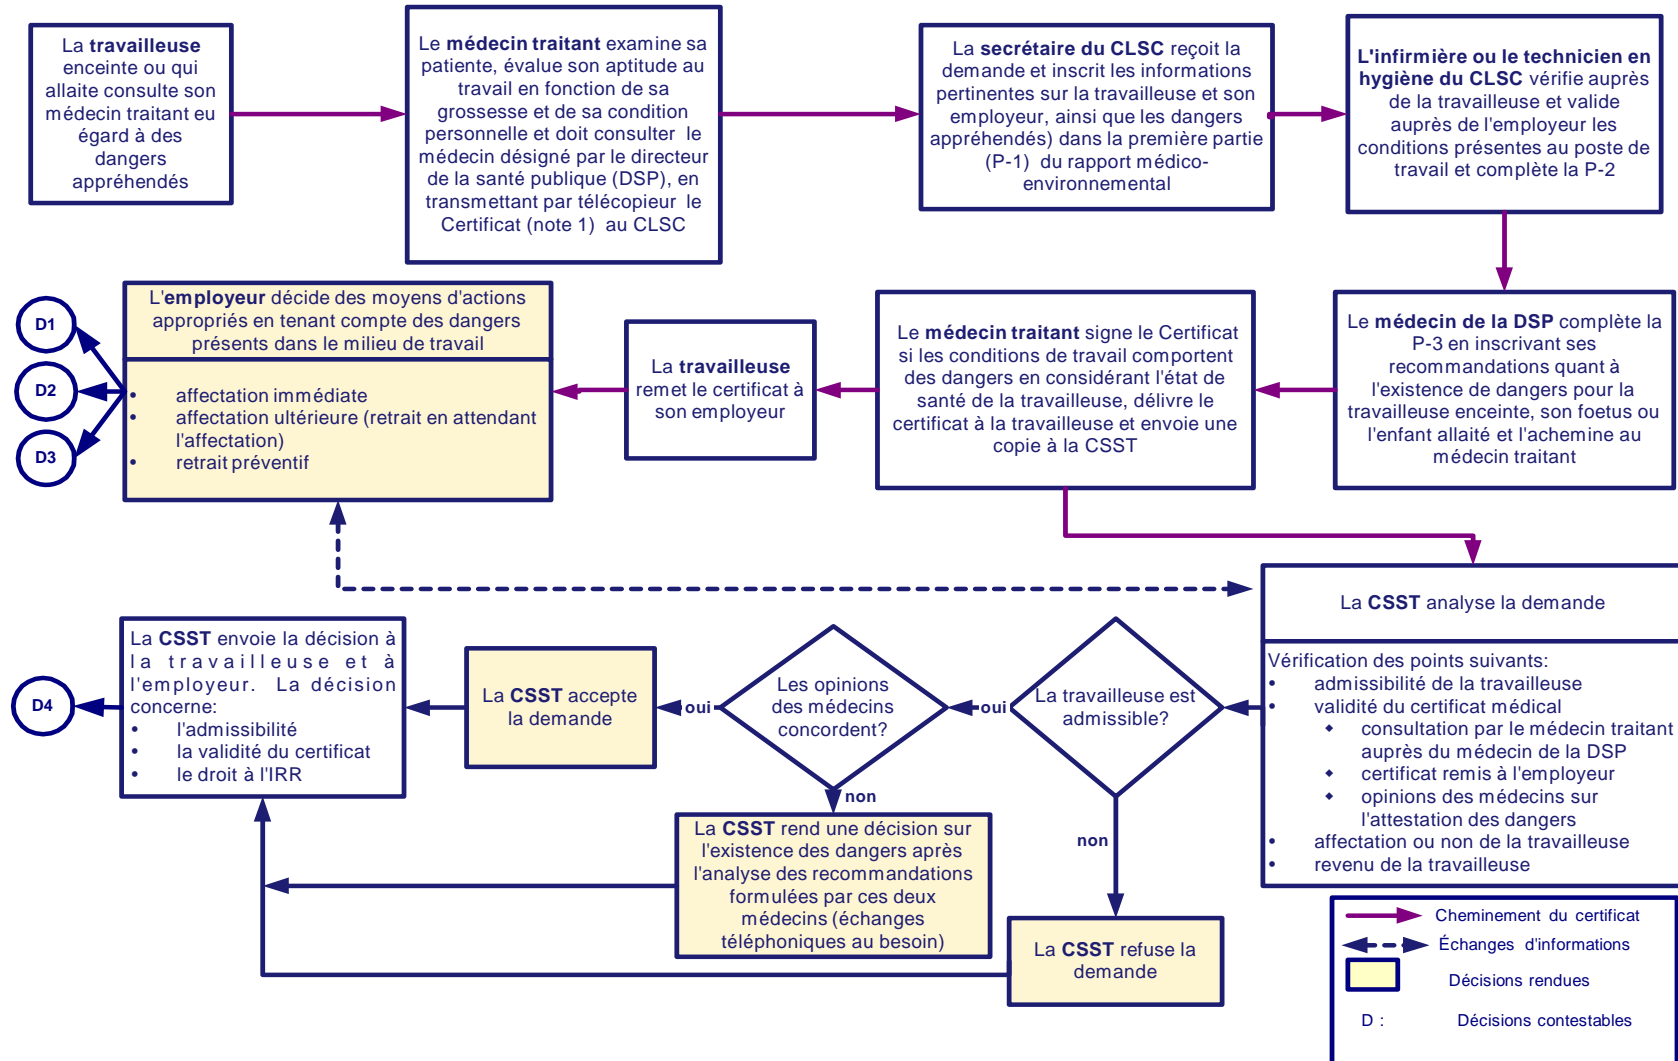 La travailleuse
enceinte ou qui
allaite consulte son
médecin traitant eu
égard à des
dangers
appréhendés
Le médecin traitant examine sa
patiente, évalue son aptitude au
travail en fonction de sa
grossesse et de sa condition
personnelle et doit consulter le
médecin désigné par le directeur
de la santé publique (DSP), en
transmettant par télécopieur le
Certificat (note 1) au CLSC
La secrétaire du CLSC reçoit la
demande et inscrit les informations
pertinentes sur la travailleuse et son
employeur, ainsi que les dangers
appréhendés) dans la première partie
(P-1) du rapport médico-
environnemental
L'infirmière ou le technicien en
hygiène du CLSC vérifie auprès
de la travailleuse et valide
auprès de l'employeur les
conditions présentes au poste de
travail et complète la P-2
D1
D2
D3
L'employeur décide des moyens d'actions
appropriés en tenant compte des dangers
présents dans le milieu de travail
• affectation immédiate
• affectation ultérieure (retrait en attendant
l'affectation)
• retrait préventif
La travailleuse
remet le certificat à
son employeur
Le médecin traitant signe le Certificat
si les conditions de travail comportent
des dangers en considérant l'état de
santé de la travailleuse, délivre le
certificat à la travailleuse et envoie une
copie à la CSST
Le médecin de la DSP complète la
P-3 en inscrivant ses
recommandations quant à
l'existence de dangers pour la
travailleuse enceinte, son foetus ou
l'enfant allaité et l'achemine au
médecin traitant
D4
La CSST envoie la décision à
la travailleuse et à
l'employeur. La décision
concerne:
• l'admissibilité
• la validité du certificat
• le droit à l'IRR
La CSST accepte
la demande
oui
Les opinions
des médecins
concordent?
oui
La travailleuse est
admissible?
La CSST analyse la demande
Vérification des points suivants:
• admissibilité de la travailleuse
• validité du certificat médical
◆ consultation par le médecin traitant
auprès du médecin de la DSP
◆ certificat remis à l'employeur
◆ opinions des médecins sur
l'attestation des dangers
• affectation ou non de la travailleuse
• revenu de la travailleuse
non
La CSST rend une décision sur
l'existence des dangers après
l'analyse des recommandations
formulées par ces deux
médecins (échanges
téléphoniques au besoin)
non
La CSST refuse la
demande
Cheminement du certificat
Échanges d'informations
Décisions rendues
D : Décisions contestables